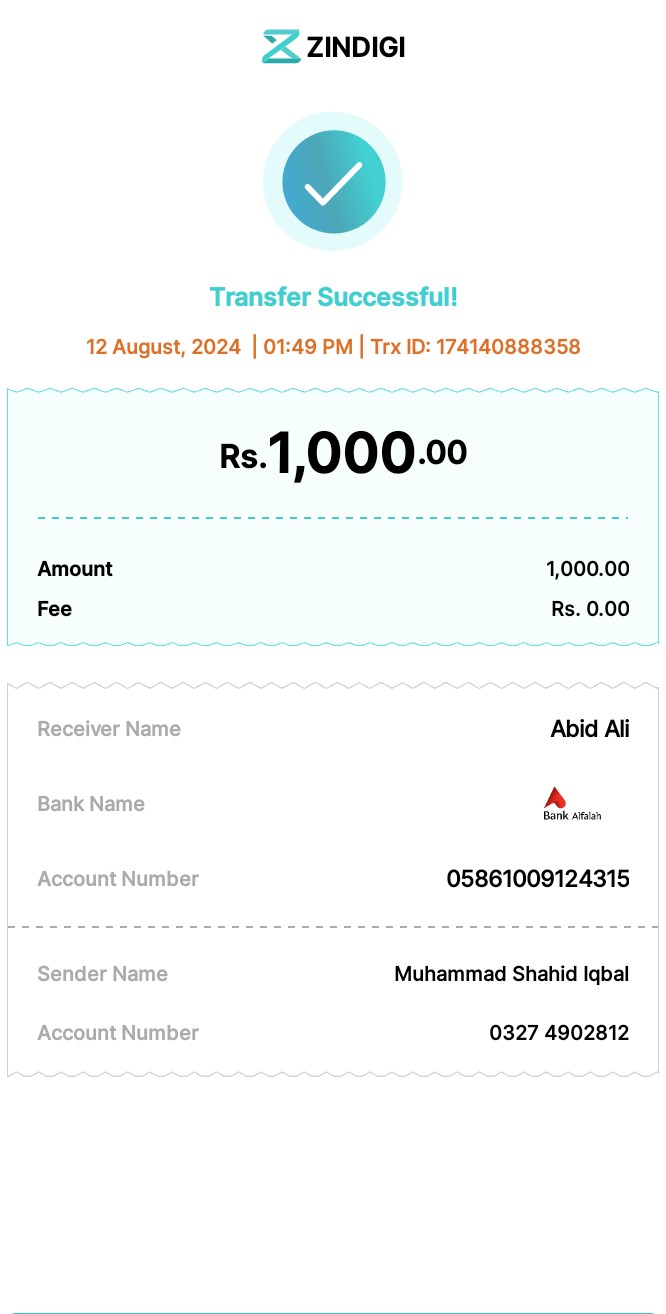 ZINDIGI
Transfer Successful!
12 August, 2024 | 01:49 PM | Trx ID: 174140888358
Rs.1,000.00
Amount 1,000.00
Fee Rs. 0.00
Receiver Name Abid Ali
Bank Name Bank Alfalah
Account Number 05861009124315
Sender Name Muhammad Shahid Iqbal
Account Number 0327 4902812